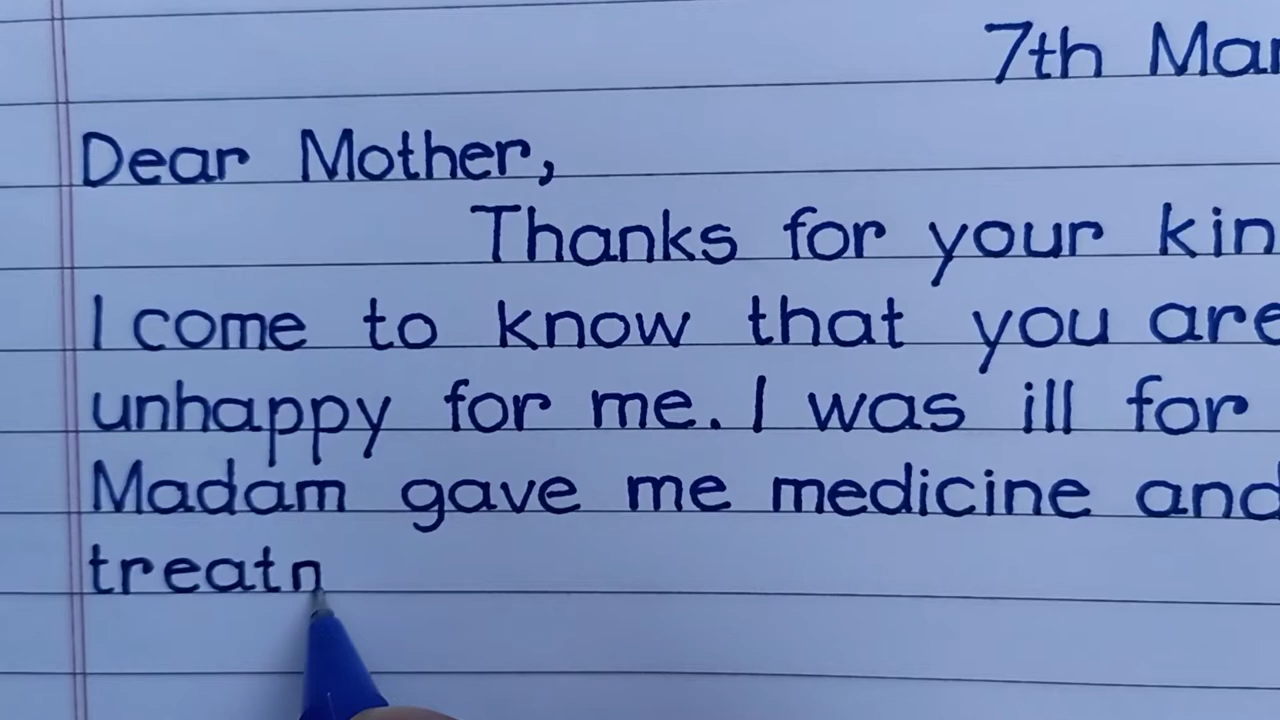 7th Mar
Dear Mother,
Thanks for your kin
I come to know that you are
unhappy for me. I was ill for
Madam gave me medicine and
treatn